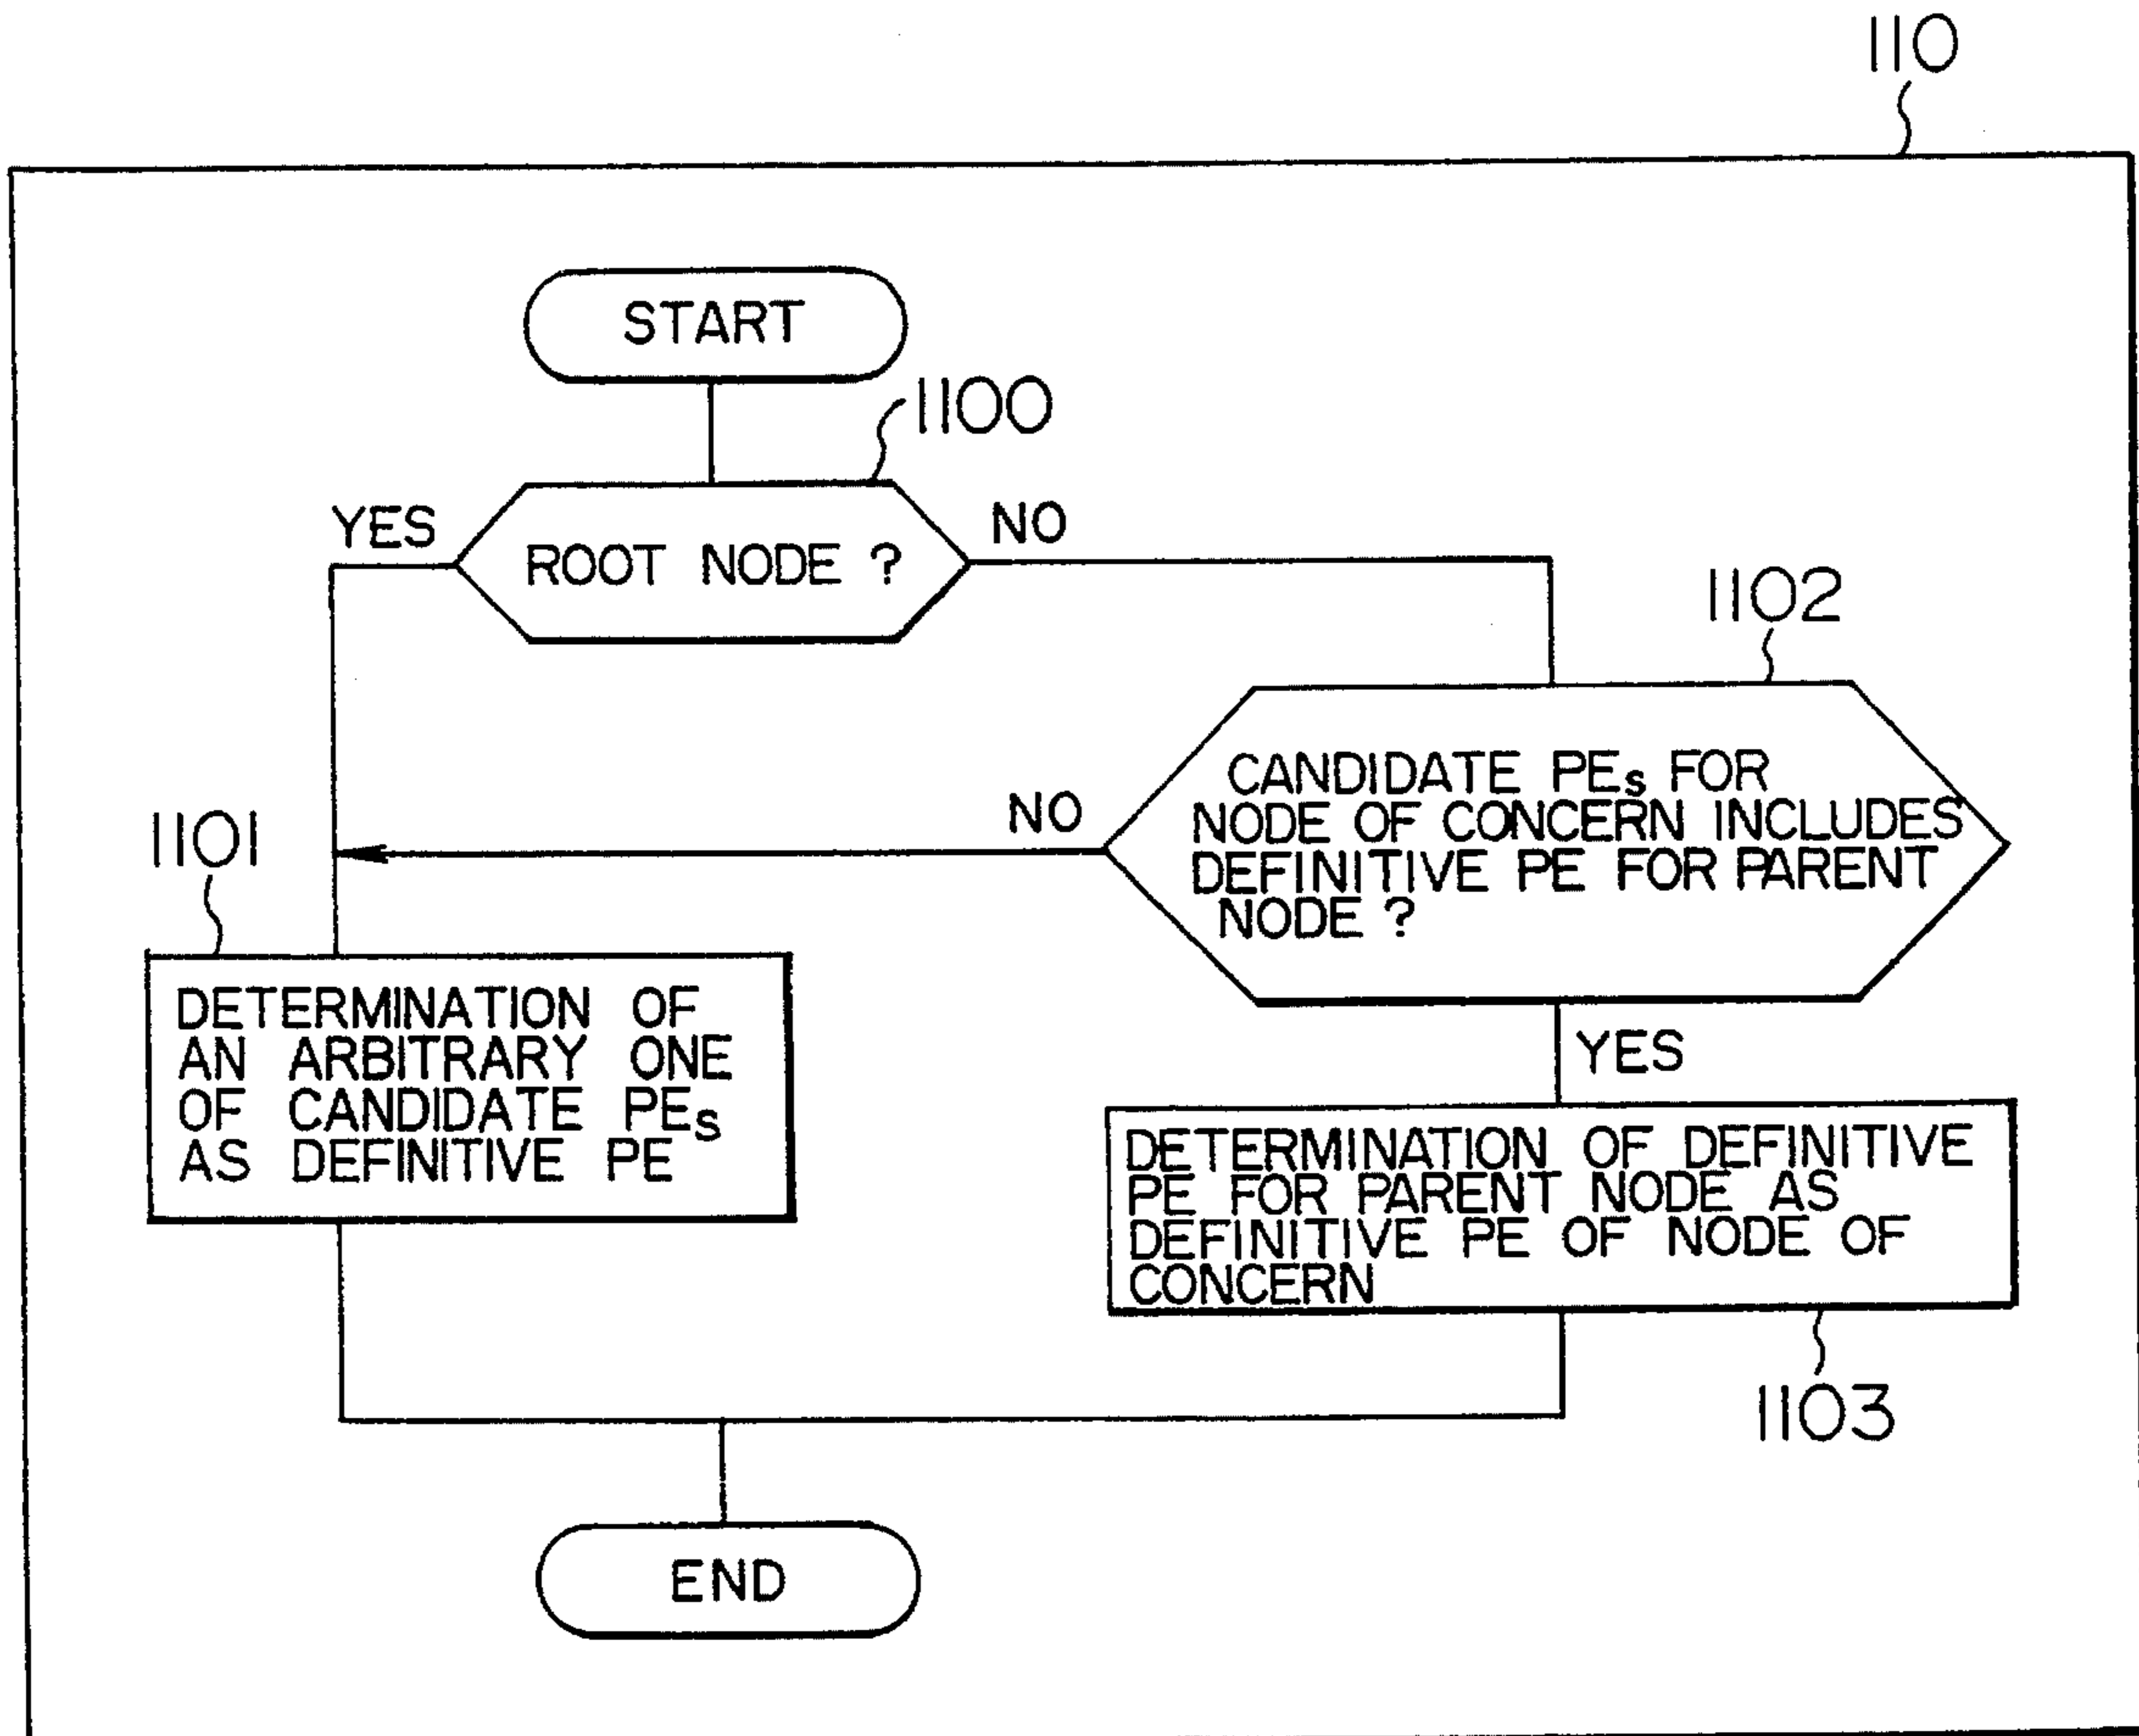 110
START
1100
YES
NO
ROOT NODE ?
1102
CANDIDATE PEs FOR
NODE OF CONCERN INCLUDES
DEFINITIVE PE FOR PARENT
NODE ?
NO
1101
DETERMINATION OF
AN ARBITRARY ONE
OF CANDIDATE PEs
AS DEFINITIVE PE
YES
DETERMINATION OF DEFINITIVE
PE FOR PARENT NODE AS
DEFINITIVE PE OF NODE OF
CONCERN
1103
END